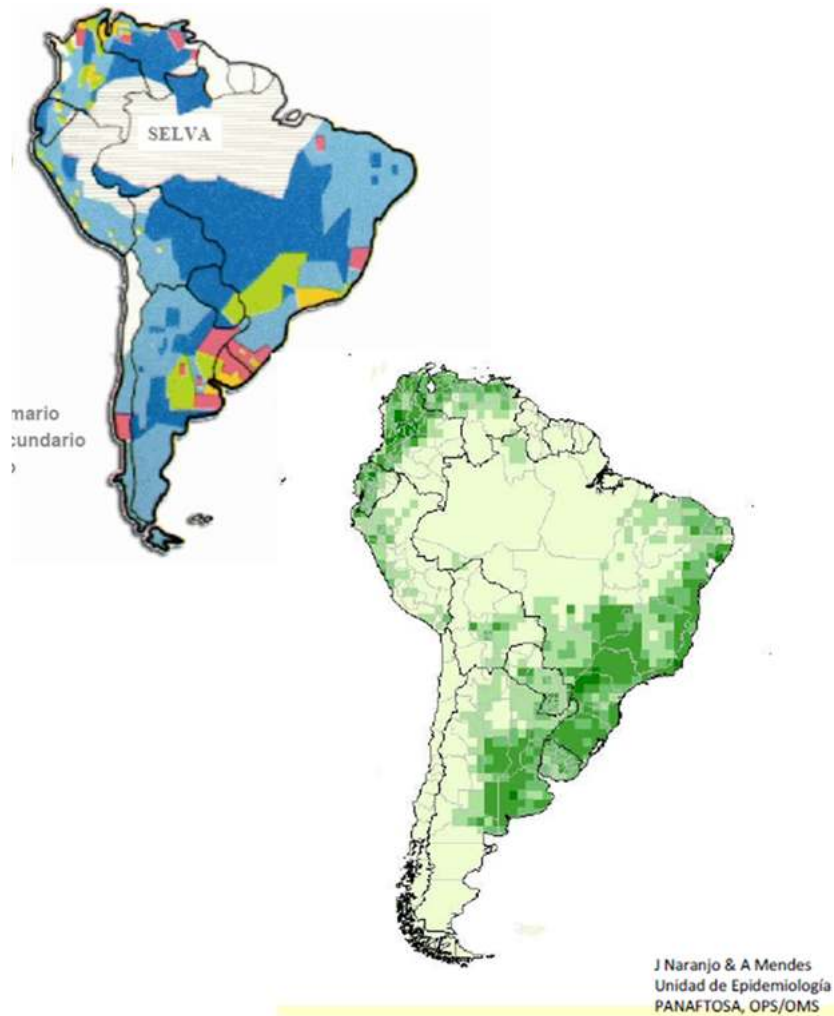 SELVA
mario
cundario
J Naranjo & A Mendes
Unidad de Epidemiología
PANAFTOSA, OPS/OMS